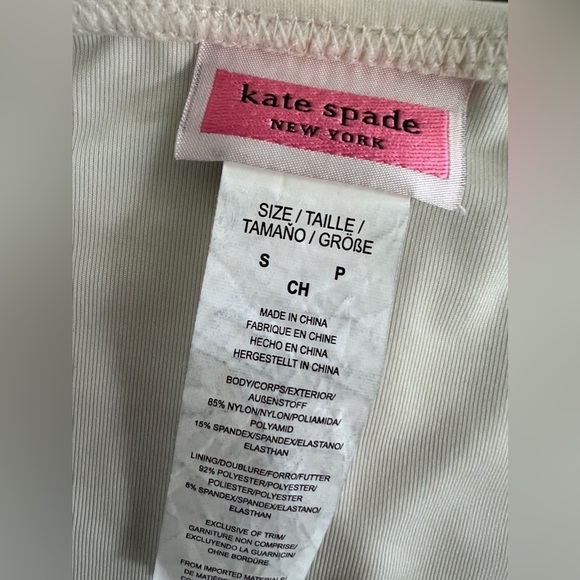 kate spade
NEW YORK
SIZE / TAILLE /
TAMAÑO / GRÖßE
S P
CH
MADE IN CHINA
FABRIQUE EN CHINE
HECHO EN CHINA
HERGESTELLT IN CHINA
BODY/CORPS/EXTERIOR/
AUßENSTOFF
85% NYLON/NYLON/POLIAMIDA/
POLYAMID
15% SPANDEX/SPANDEX/ELASTANO/
ELASTHAN
LINING/DOUBLURE/FORRO/FUTTER
92% POLYESTER/POLYESTER/
POLIESTER/POLYESTER
8% SPANDEX/SPANDEX/ELASTANO/
ELASTHAN
EXCLUSIVE OF TRIM/
GARNITURE NON COMPRISE/
EXCLUYENDO LA GUARNICIÓN/
OHNE BORDÜRE.
FROM IMPORTED MATERIALS/
DE MATIÈRE